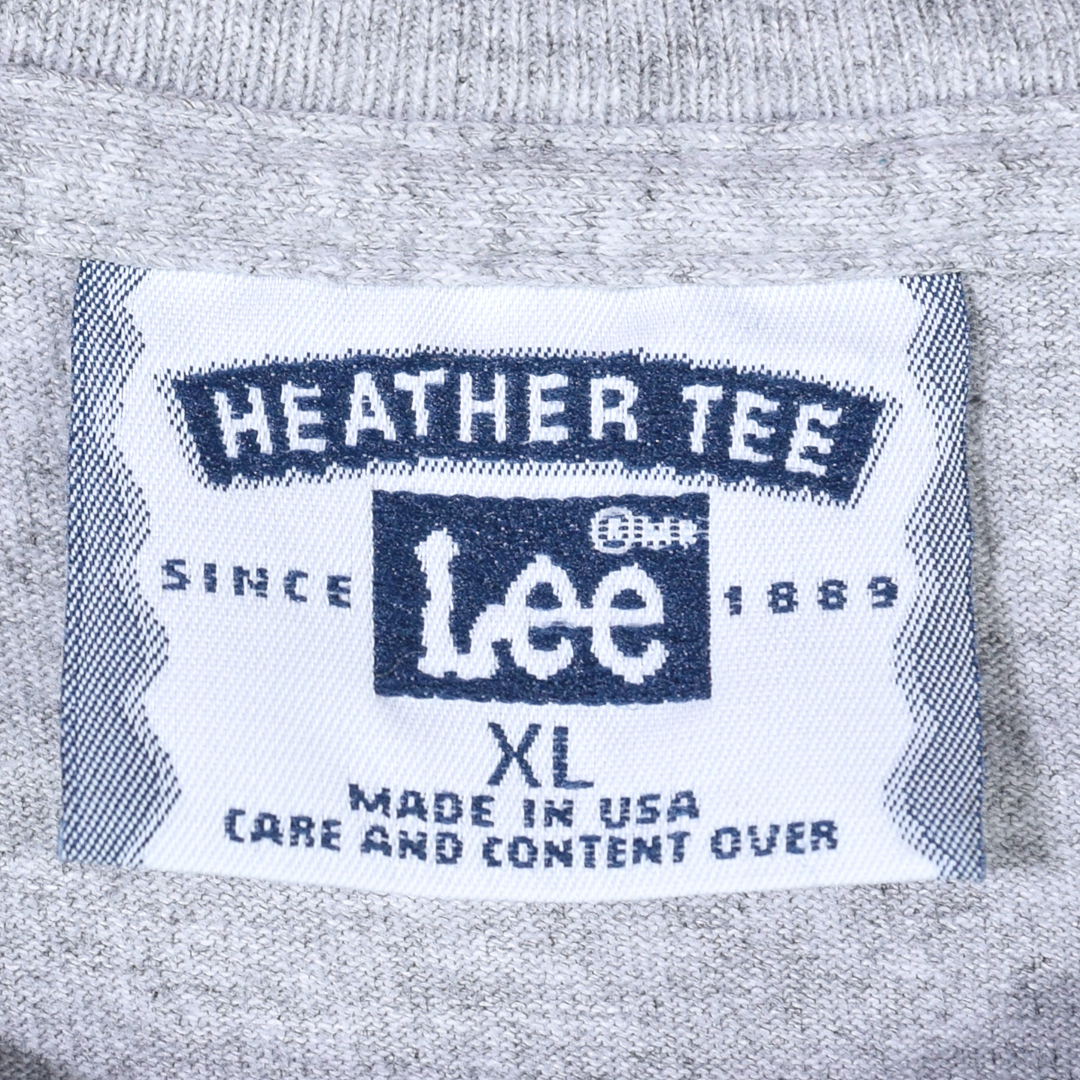 HEATHER TEE
SINCE Lee 1889
XL
MADE IN USA
CARE AND CONTENT OVER